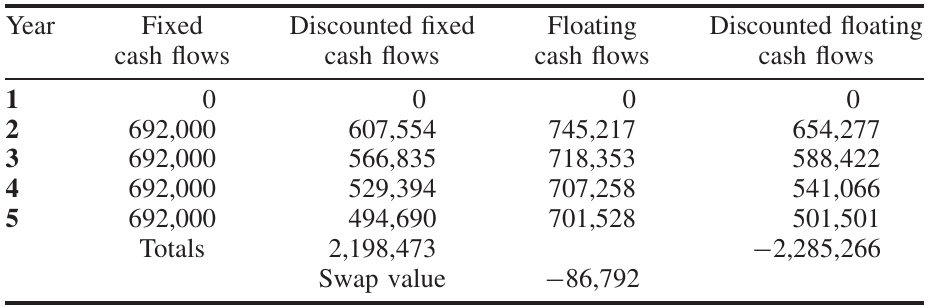 Year Fixed Discounted fixed Floating Discounted floating
cash flows cash flows cash flows cash flows
1 0 0 0 0
2 692,000 607,554 745,217 654,277
3 692,000 566,835 718,353 588,422
4 692,000 529,394 707,258 541,066
5 692,000 494,690 701,528 501,501
Totals 2,198,473 −2,285,266
Swap value −86,792